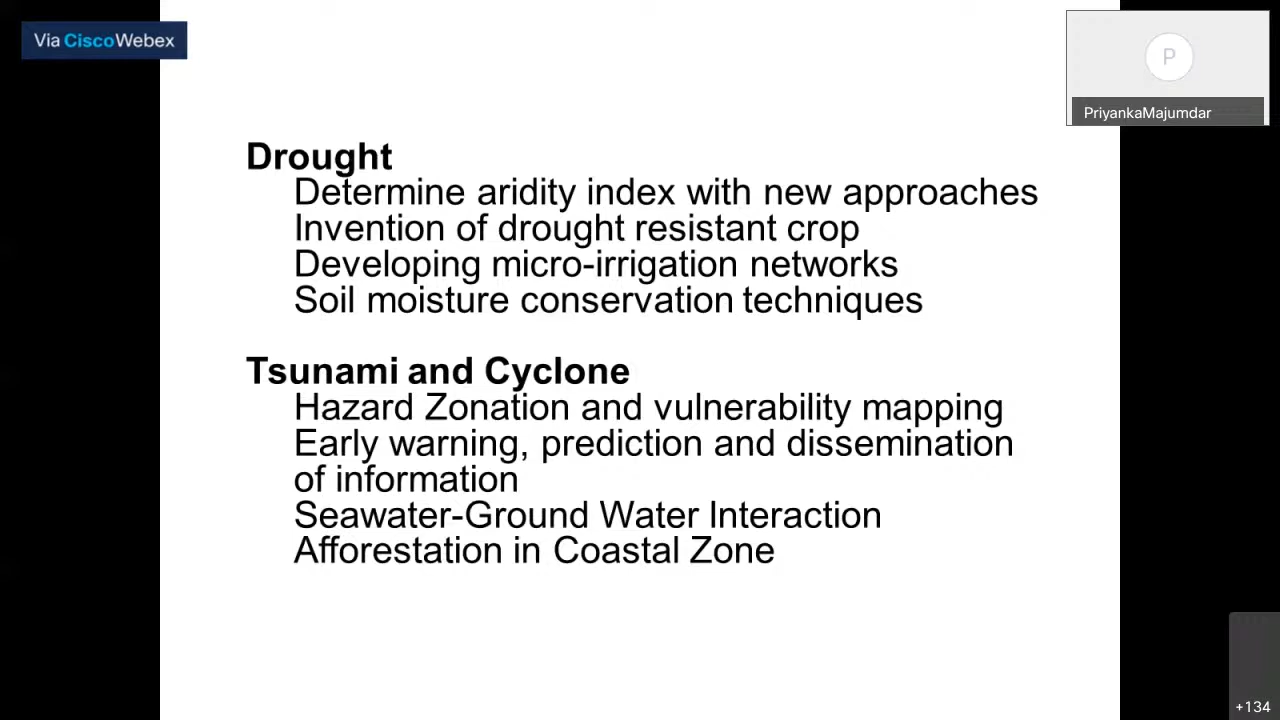 Via CiscoWebex
P
PriyankaMajumdar
Drought
Determine aridity index with new approaches
Invention of drought resistant crop
Developing micro-irrigation networks
Soil moisture conservation techniques
Tsunami and Cyclone
Hazard Zonation and vulnerability mapping
Early warning, prediction and dissemination
of information
Seawater-Ground Water Interaction
Afforestation in Coastal Zone
+134